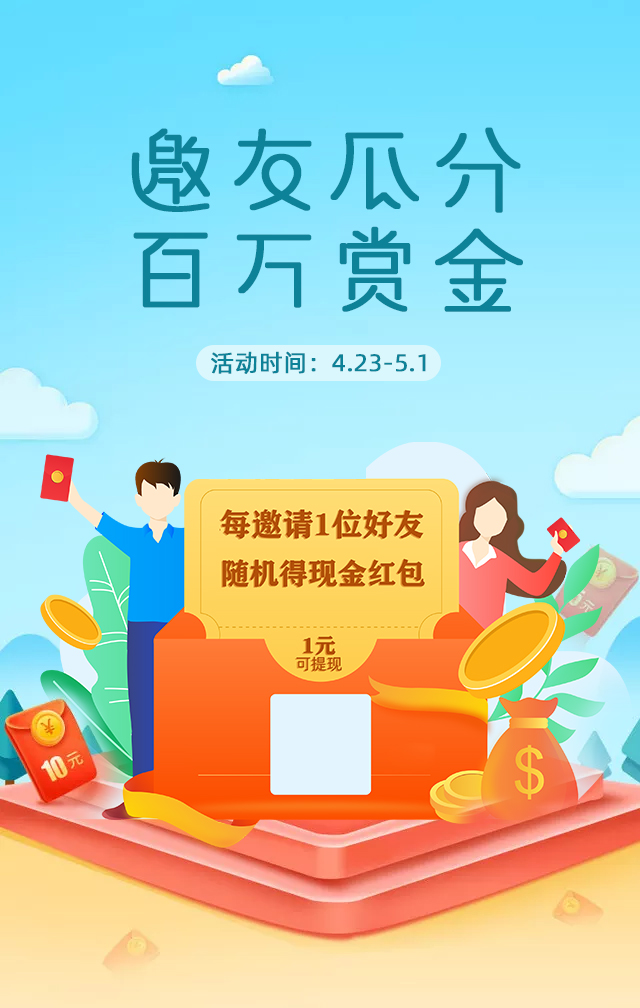 邀友瓜分
百万赏金
活动时间：4.23-5.1
每邀请1位好友
随机得现金红包
1元
可提现
10元
$